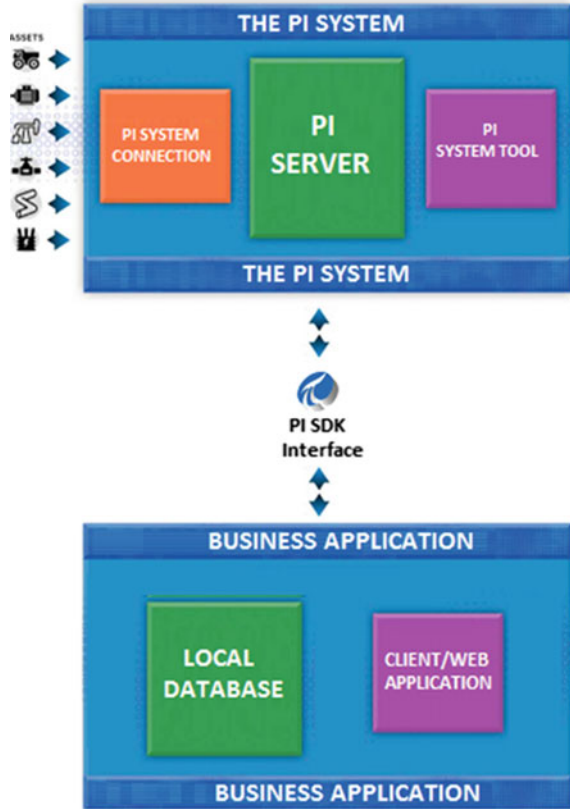 THE PI SYSTEM
ASSETS
PI SYSTEM
CONNECTION
PI
SERVER
PI
SYSTEM TOOL
THE PI SYSTEM
PI SDK
Interface
BUSINESS APPLICATION
LOCAL
DATABASE
CLIENT/WEB
APPLICATION
BUSINESS APPLICATION